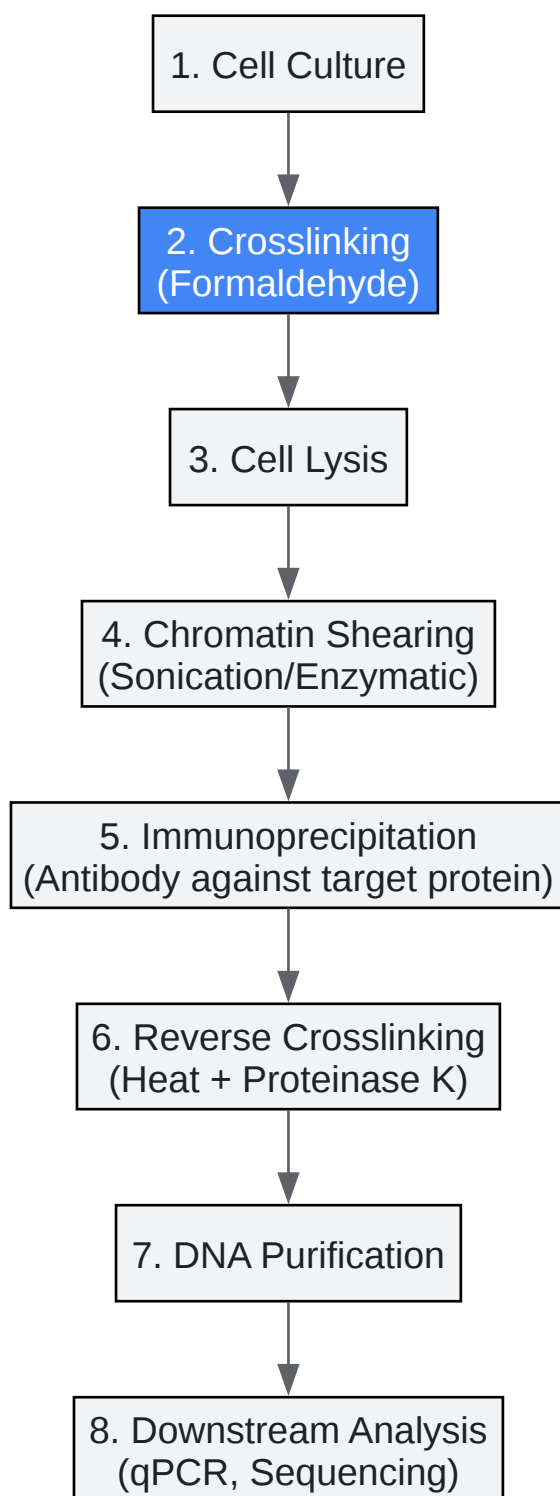 1. Cell Culture
2. Crosslinking
(Formaldehyde)
3. Cell Lysis
4. Chromatin Shearing
(Sonication/Enzymatic)
5. Immunoprecipitation
(Antibody against target protein)
6. Reverse Crosslinking
(Heat + Proteinase K)
7. DNA Purification
8. Downstream Analysis
(qPCR, Sequencing)